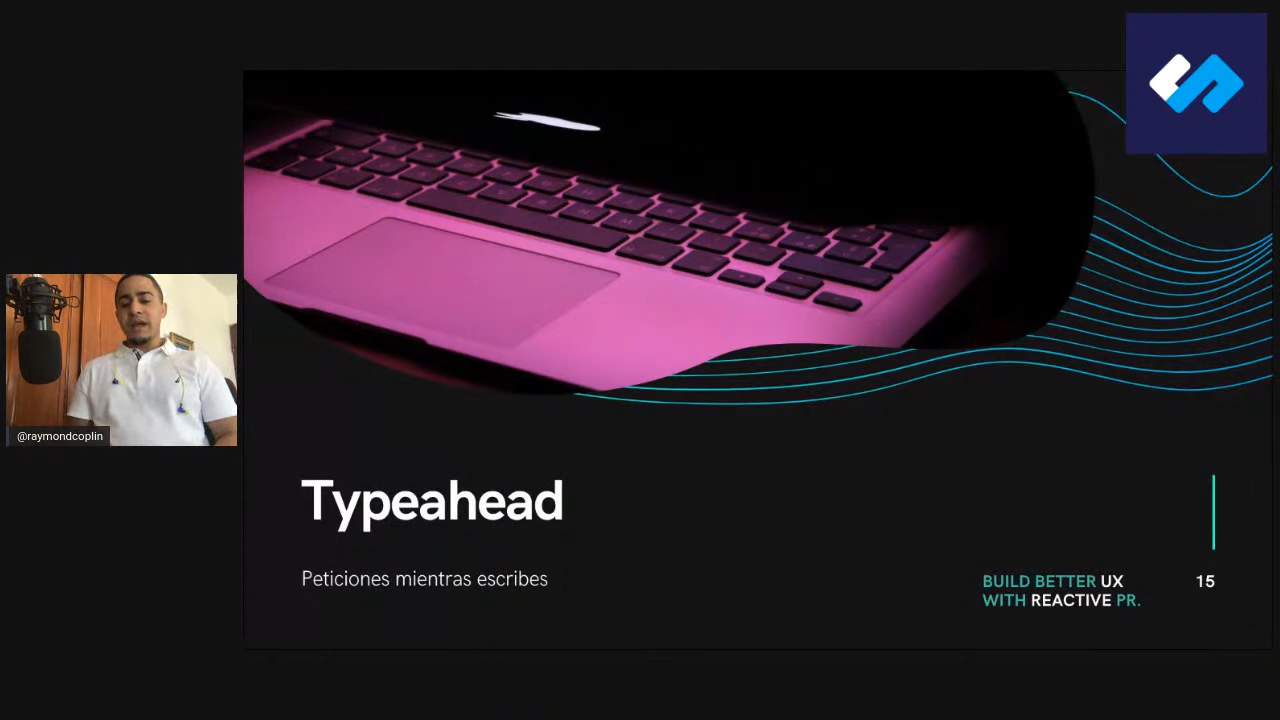 @raymondcoplin
Typeahead
Peticiones mientras escribes
BUILD BETTER UX
WITH REACTIVE PR.
15